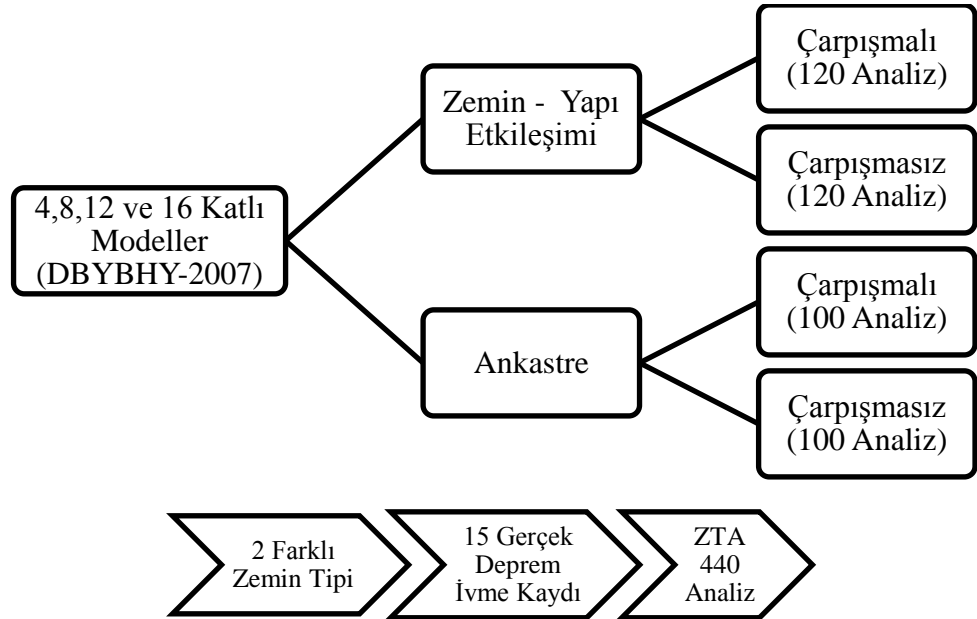 4,8,12 ve 16 Katlı
Modeller
(DBYBHY-2007)
Zemin - Yapı
Etkileşimi
Çarpışmalı
(120 Analiz)
Çarpışmasız
(120 Analiz)
Ankastre
Çarpışmalı
(100 Analiz)
Çarpışmasız
(100 Analiz)
2 Farklı
Zemin Tipi
15 Gerçek
Deprem
İvme Kaydı
ZTA
440
Analiz